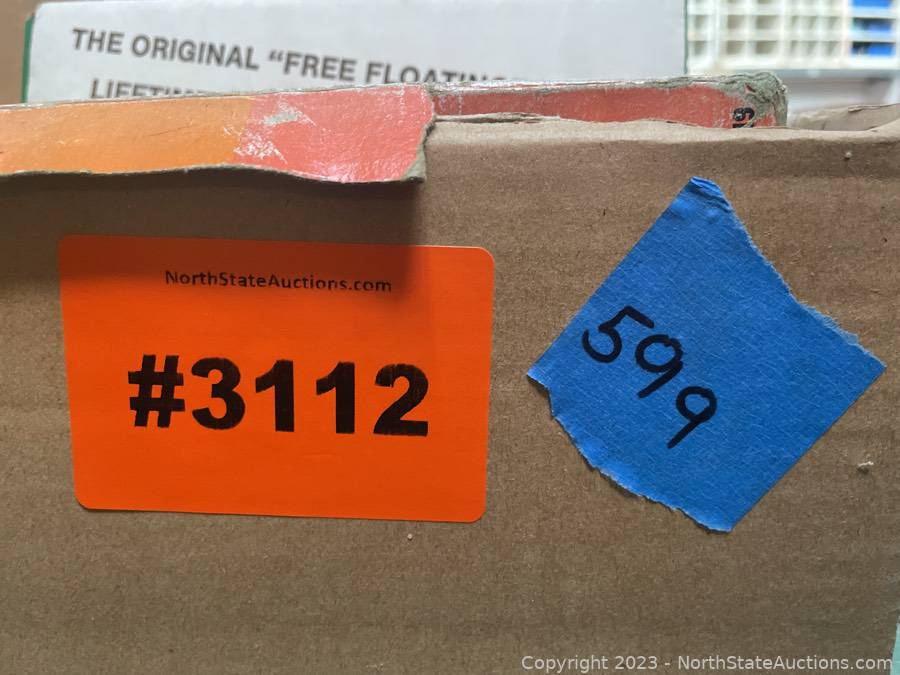 THE ORIGINAL "FREE FLOATING
NorthStateAuctions.com
#3112
599
Copyright © 2023 - NorthStateAuctions.com